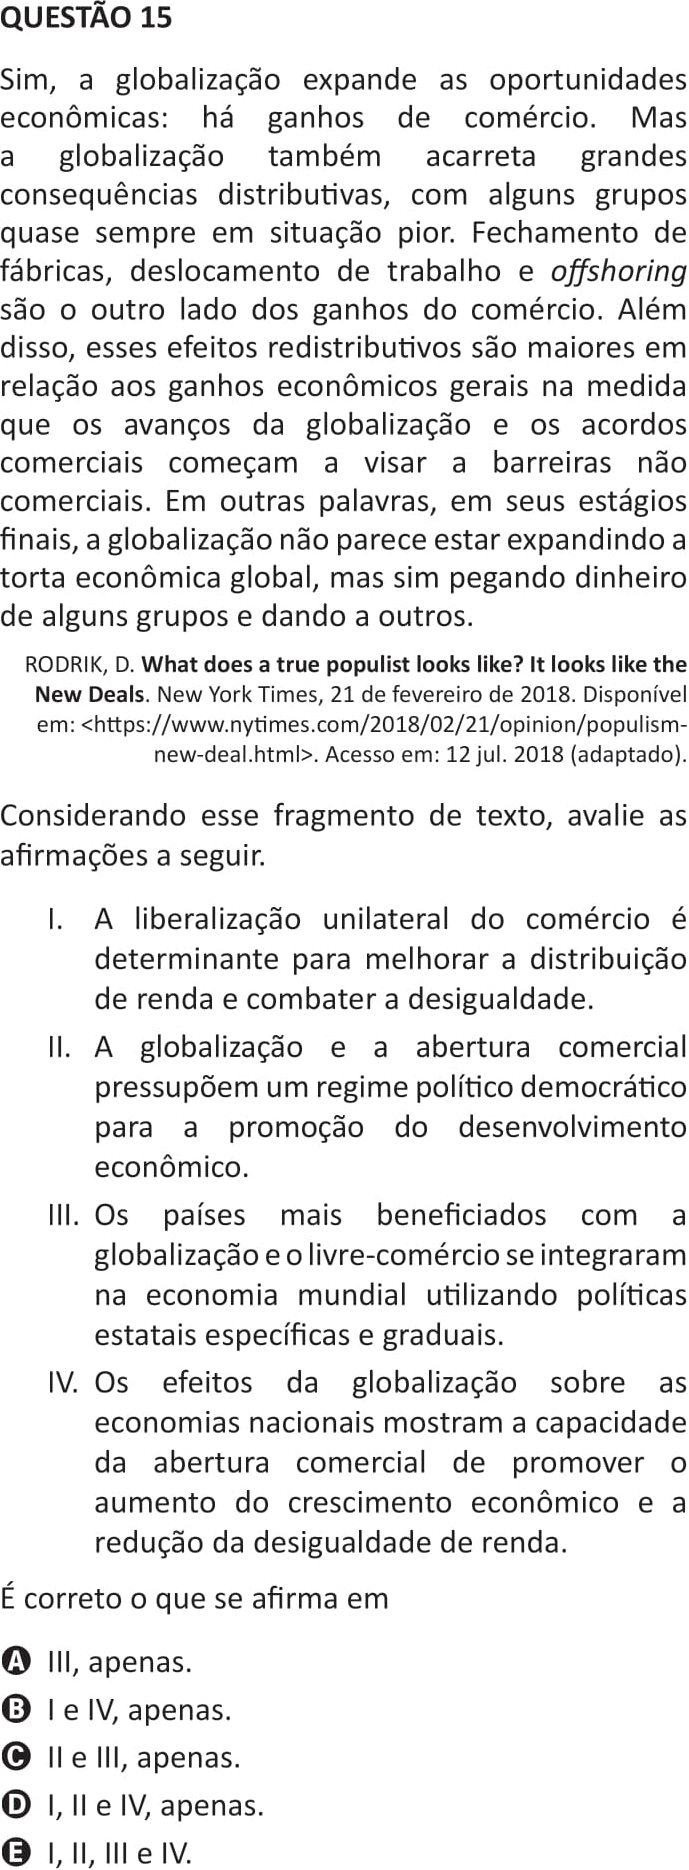 QUESTÃO 15
Sim, a globalização expande as oportunidades
econômicas: há ganhos de comércio. Mas
a globalização também acarreta grandes
consequências distributivas, com alguns grupos
quase sempre em situação pior. Fechamento de
fábricas, deslocamento de trabalho e offshoring
são o outro lado dos ganhos do comércio. Além
disso, esses efeitos redistributivos são maiores em
relação aos ganhos econômicos gerais na medida
que os avanços da globalização e os acordos
comerciais começam a visar a barreiras não
comerciais. Em outras palavras, em seus estágios
finais, a globalização não parece estar expandindo a
torta econômica global, mas sim pegando dinheiro
de alguns grupos e dando a outros.
RODRIK, D. What does a true populist looks like? It looks like the
New Deals. New York Times, 21 de fevereiro de 2018. Disponível
em: <https://www.nytimes.com/2018/02/21/opinion/populism-
new-deal.html>. Acesso em: 12 jul. 2018 (adaptado).
Considerando esse fragmento de texto, avalie as
afirmações a seguir.
I. A liberalização unilateral do comércio é
determinante para melhorar a distribuição
de renda e combater a desigualdade.
II. A globalização e a abertura comercial
pressupõem um regime político democrático
para a promoção do desenvolvimento
econômico.
III. Os países mais beneficiados com a
globalização e o livre-comércio se integraram
na economia mundial utilizando políticas
estatais específicas e graduais.
IV. Os efeitos da globalização sobre as
economias nacionais mostram a capacidade
da abertura comercial de promover o
aumento do crescimento econômico e a
redução da desigualdade de renda.
É correto o que se afirma em
A III, apenas.
B I e IV, apenas.
C II e III, apenas.
D I, II e IV, apenas.
E I, II, III e IV.